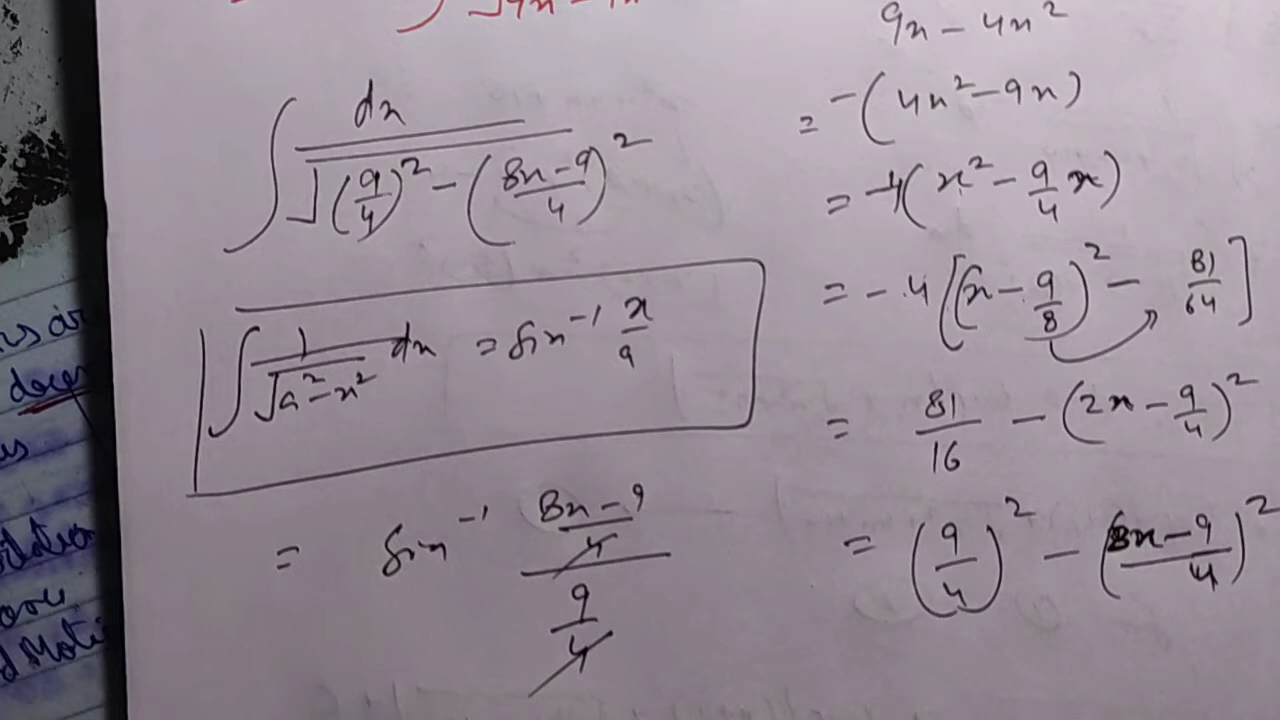 9x - 4x²
= -(4x² - 9x)
= -4(x² - 9/4 x)
= -4[(x - 9/8)² - 81/64]
= 81/16 - (2x - 9/4)²
= (9/4)² - (8x-9/4)²
∫ dx/√((9/4)² - (8x-9/4)²)
∫ 1/√(a² - x²) dx = sin⁻¹ x/a
= sin⁻¹ (8x-9/4)/(9/4)